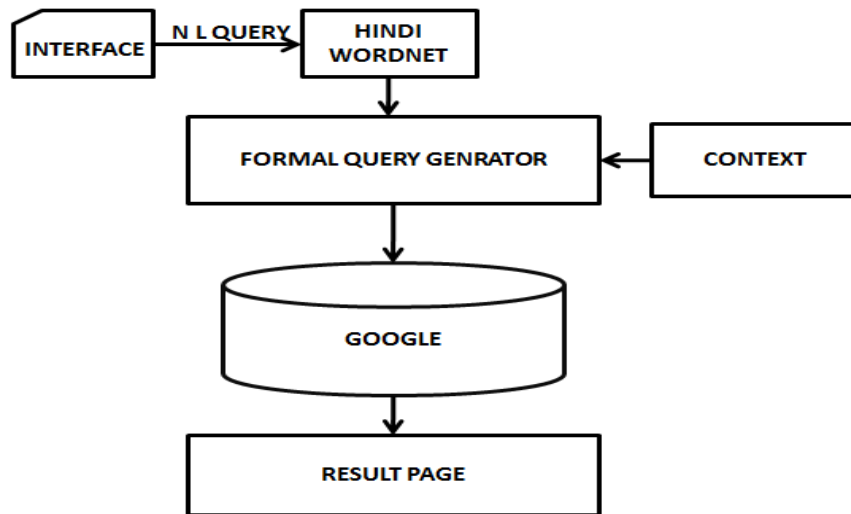 INTERFACE
N L QUERY
HINDI
WORDNET
FORMAL QUERY GENRATOR
CONTEXT
GOOGLE
RESULT PAGE